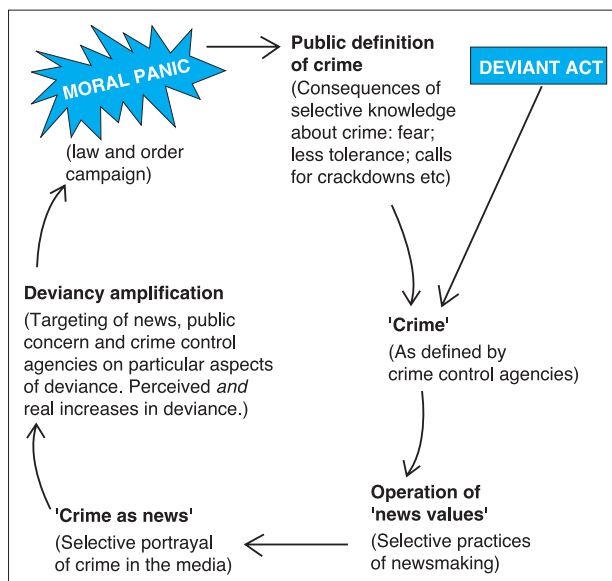 MORAL PANIC
(law and order
campaign)
Public definition
of crime
(Consequences of
selective knowledge
about crime: fear;
less tolerance; calls
for crackdowns etc)
DEVIANT ACT
'Crime'
(As defined by
crime control agencies)
Operation of
'news values'
(Selective practices
of newsmaking)
'Crime as news'
(Selective portrayal
of crime in the media)
Deviancy amplification
(Targeting of news, public
concern and crime control
agencies on particular aspects
of deviance. Perceived and
real increases in deviance.)